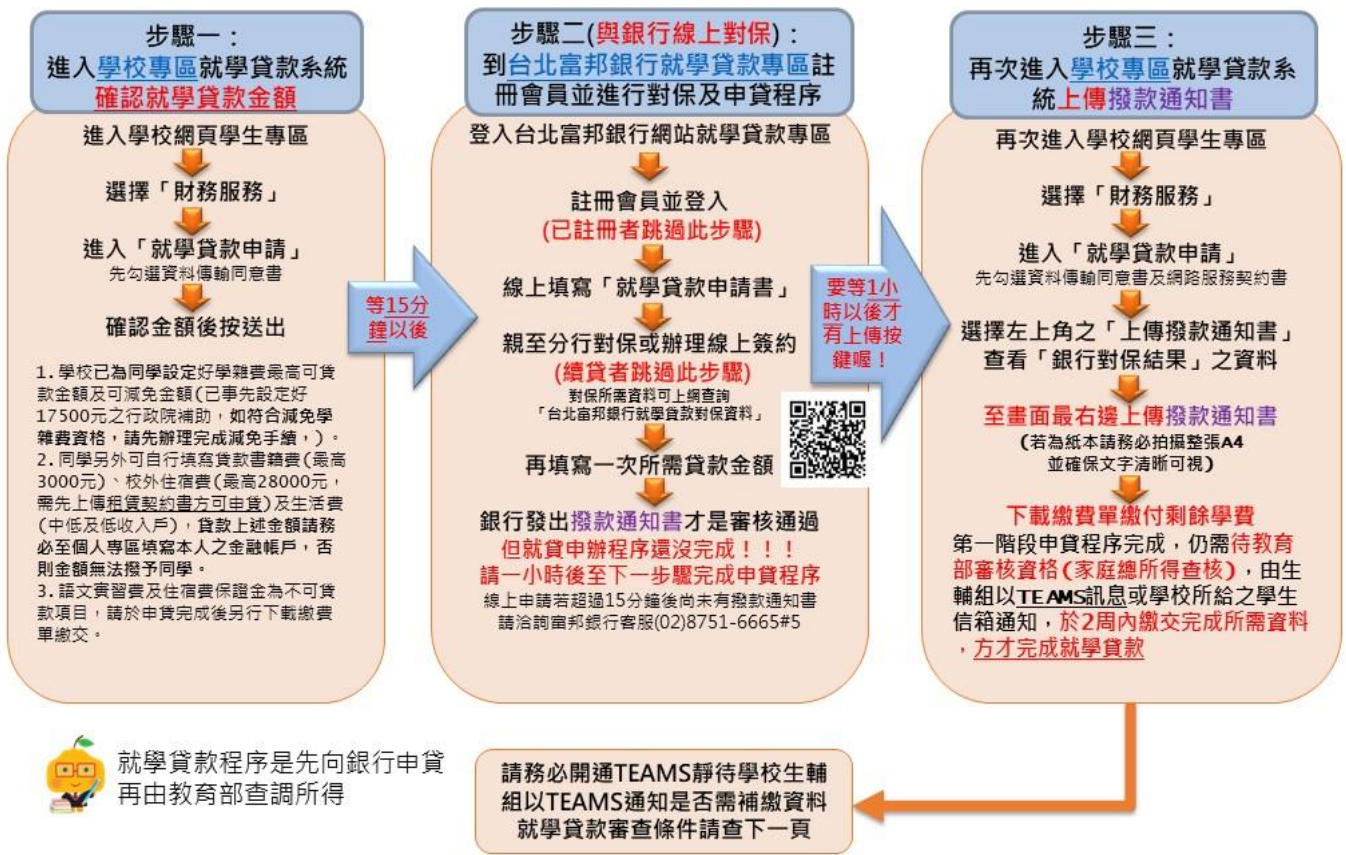 步驟一：
進入學校專區就學貸款系統
確認就學貸款金額
進入學校網頁學生專區
選擇「財務服務」
進入「就學貸款申請」
先勾選資料傳輸同意書
確認金額後按送出
1.學校已為同學設定好學雜費最高可貸
款金額及可減免金額(已事先設定好
17500元之行政院補助，如符合減免學
雜費資格，請先辦理完成減免手續，)。
2.同學另外可自行填寫貸款書籍費(最高
3000元)、校外住宿費(最高28000元，
需先上傳租賃契約書方可申貸)及生活費
(中低及低收入戶)，貸款上述金額請務
必至個人專區填寫本人之金融帳戶，否
則金額無法撥予同學。
3.語文實習費及住宿費保證金為不可貸
款項目，請於申貸完成後另行下載繳費
單繳交。
等15分
鐘以後
步驟二(與銀行線上對保)：
到台北富邦銀行就學貸款專區註
冊會員並進行對保及申貸程序
登入台北富邦銀行網站就學貸款專區
註冊會員並登入
(已註冊者跳過此步驟)
線上填寫「就學貸款申請書」
親至分行對保或辦理線上簽約
(續貸者跳過此步驟)
對保所需資料可上網查詢
「台北富邦銀行就學貸款對保資料」
再填寫一次所需貸款金額
銀行發出撥款通知書才是審核通過
但就貸申辦程序還沒完成！！！
請一小時後至下一步驟完成申貸程序
線上申請若超過15分鐘後尚未有撥款通知書
請洽詢富邦銀行客服(02)8751-6665#5
要等1小
時以後才
有上傳按
鍵喔！
步驟三：
再次進入學校專區就學貸款系
統上傳撥款通知書
再次進入學校網頁學生專區
選擇「財務服務」
進入「就學貸款申請」
先勾選資料傳輸同意書及網路服務契約書
選擇左上角之「上傳撥款通知書」
查看「銀行對保結果」之資料
至畫面最右邊上傳撥款通知書
(若為紙本請務必拍攝整張A4
並確保文字清晰可視)
下載繳費單繳付剩餘學費
第一階段申貸程序完成，仍需待教育
部審核資格(家庭總所得查核)，由生
輔組以TEAMS訊息或學校所給之學生
信箱通知，於2周內繳交完成所需資料
，方才完成就學貸款
就學貸款程序是先向銀行申貸
再由教育部查調所得
請務必開通TEAMS靜待學校生輔
組以TEAMS通知是否需補繳資料
就學貸款審查條件請查下一頁